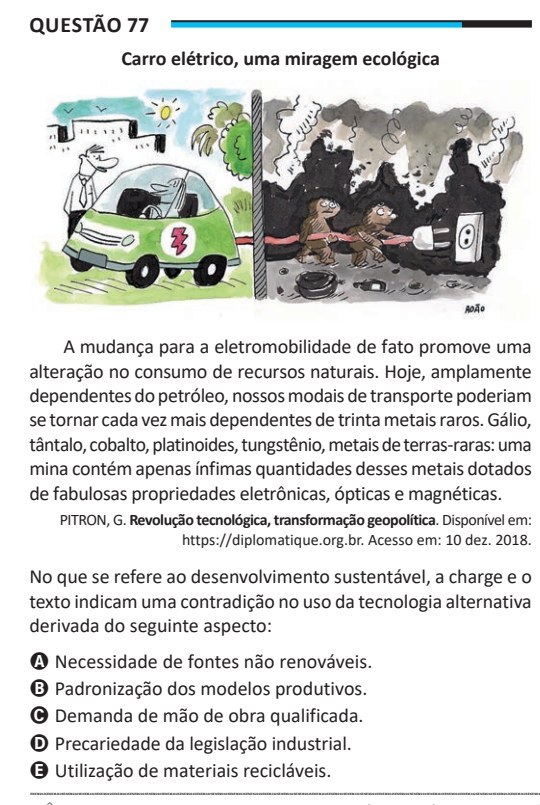 QUESTÃO 77
Carro elétrico, uma miragem ecológica
ADÃO
A mudança para a eletromobilidade de fato promove uma
alteração no consumo de recursos naturais. Hoje, amplamente
dependentes do petróleo, nossos modais de transporte poderiam
se tornar cada vez mais dependentes de trinta metais raros. Gálio,
tântalo, cobalto, platinoides, tungstênio, metais de terras-raras: uma
mina contém apenas ínfimas quantidades desses metais dotados
de fabulosas propriedades eletrônicas, ópticas e magnéticas.
PITRON, G. Revolução tecnológica, transformação geopolítica. Disponível em:
https://diplomatique.org.br. Acesso em: 10 dez. 2018.
No que se refere ao desenvolvimento sustentável, a charge e o
texto indicam uma contradição no uso da tecnologia alternativa
derivada do seguinte aspecto:
A Necessidade de fontes não renováveis.
B Padronização dos modelos produtivos.
C Demanda de mão de obra qualificada.
D Precariedade da legislação industrial.
E Utilização de materiais recicláveis.